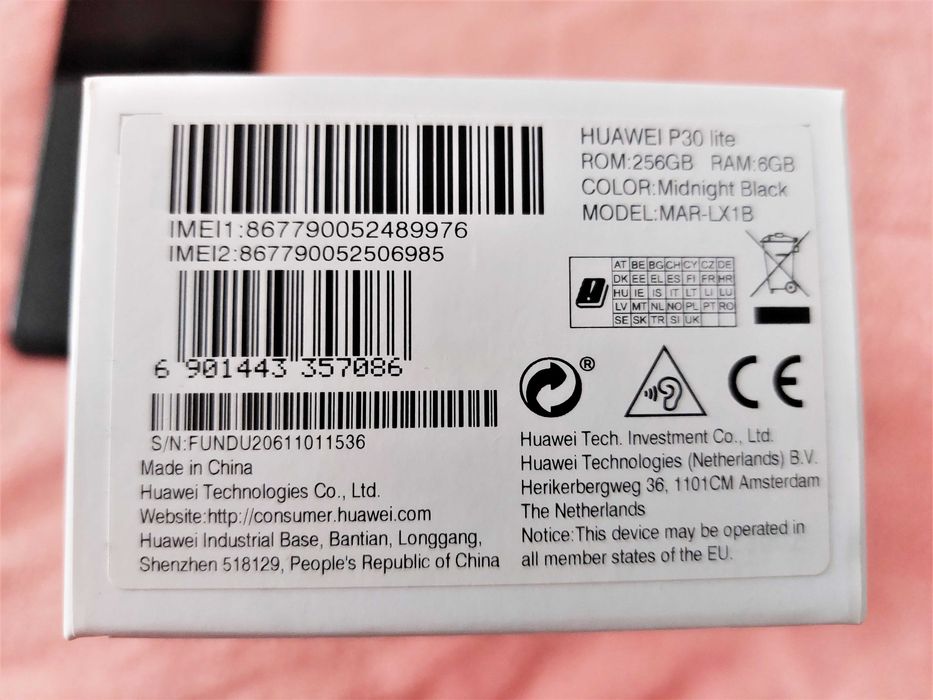 HUAWEI P30 lite
ROM:256GB RAM:6GB
COLOR:Midnight Black
MODEL:MAR-LX1B
IMEI1:867790052489976
IMEI2:867790052506985
AT BE BG CH CY CZ DE
DK EE EL ES FI FR HR
HU IE IS IT LT LI LU
LV MT NL NO PL PT RO
SE SK TR SI UK
6 901443 357086
S/N:FUNDU20611011536
Made in China
Huawei Technologies Co., Ltd.
Website:http://consumer.huawei.com
Huawei Industrial Base, Bantian, Longgang,
Shenzhen 518129, People's Republic of China
®
CE
Huawei Tech. Investment Co., Ltd.
Huawei Technologies (Netherlands) B.V.
Herikerbergweg 36, 1101CM Amsterdam
The Netherlands
Notice:This device may be operated in
all member states of the EU.